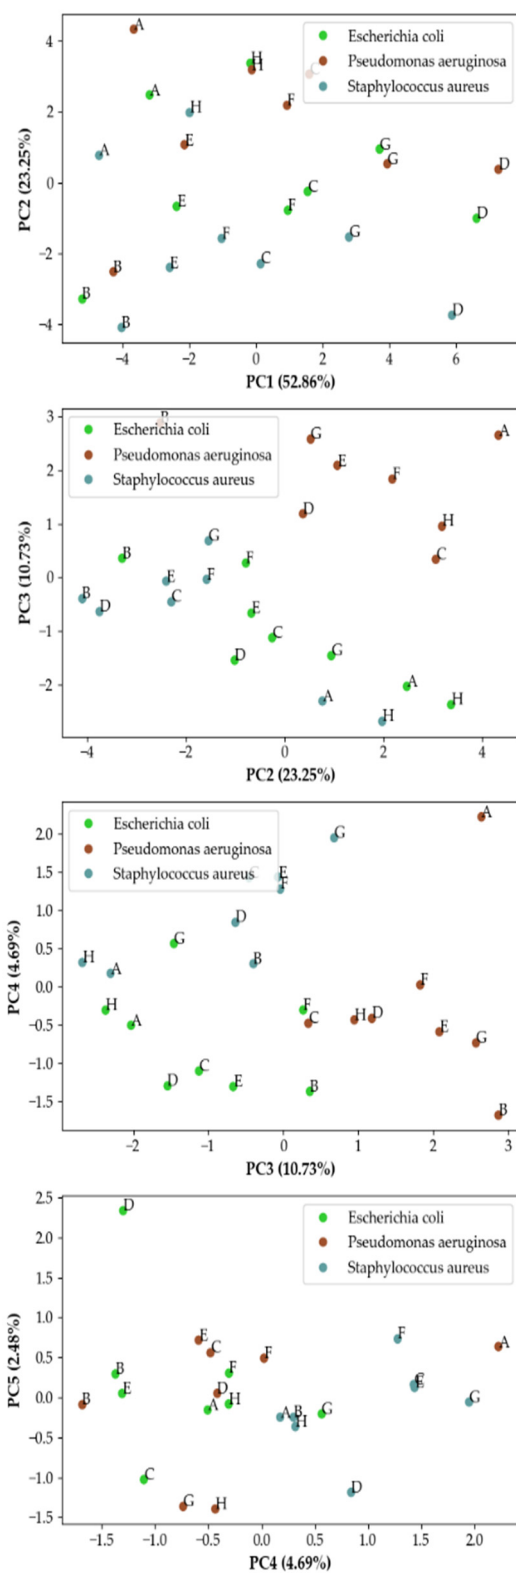 A
H
H
C
Escherichia coli
Pseudomonas aeruginosa
Staphylococcus aureus
A
F
H
E
A
G
G
D
C
E
F
D
F
G
E
C
B
B
B
D
4
2
0
−2
−4
PC2 (23.25%)
−4 −2 0 2 4 6
PC1 (52.86%)
Escherichia coli
Pseudomonas aeruginosa
Staphylococcus aureus
G
A
E
F
D
H
C
G
B
F
E
F
B
D
C
E
C
D
G
A
H
A
H
3
2
1
0
−1
−2
PC3 (10.73%)
−4 −2 0 2 4
PC2 (23.25%)
Escherichia coli
Pseudomonas aeruginosa
Staphylococcus aureus
A
G
C
E
F
D
G
B
H
A
F
H
F
A
C
H
D
E
G
C
D
E
B
B
2.0
1.5
1.0
0.5
0.0
−0.5
−1.0
−1.5
PC4 (4.69%)
−2 −1 0 1 2 3
PC3 (10.73%)
D
Escherichia coli
Pseudomonas aeruginosa
Staphylococcus aureus
E
C
F
F
A
B
F
E
D
H
B
A
A
B
H
G
E
G
C
D
G
H
2.5
2.0
1.5
1.0
0.5
0.0
−0.5
−1.0
−1.5
PC5 (2.48%)
−1.5 −1.0 −0.5 0.0 0.5 1.0 1.5 2.0
PC4 (4.69%)